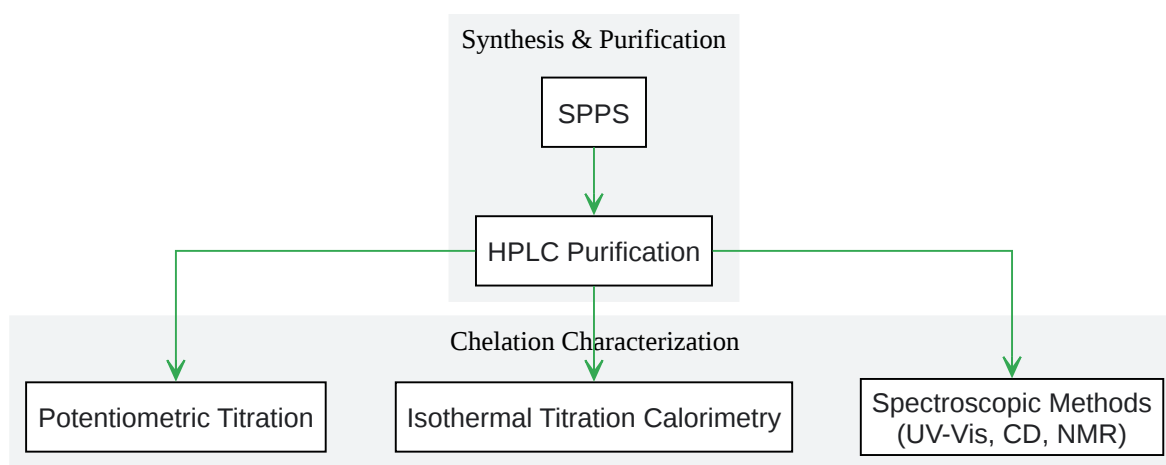 Synthesis & Purification
SPPS
HPLC Purification
Chelation Characterization
Potentiometric Titration
Isothermal Titration Calorimetry
Spectroscopic Methods
(UV-Vis, CD, NMR)